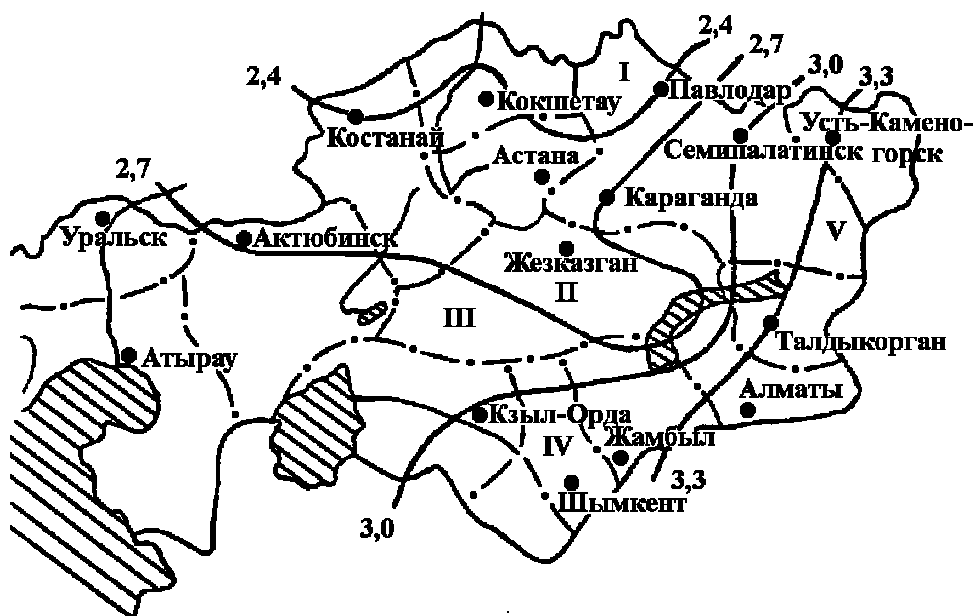 2,4
2,7
3,0
3,3
I
2,4
Павлодар
Кокпетау
Костанай
Усть-Камено-
горск
Семипалатинск
Астана
2,7
Караганда
V
Уральск
Актюбинск
Жезказган
II
III
Талдыкорган
Атырау
Алматы
Кзыл-Орда
Жамбыл
IV
3,3
Шымкент
3,0